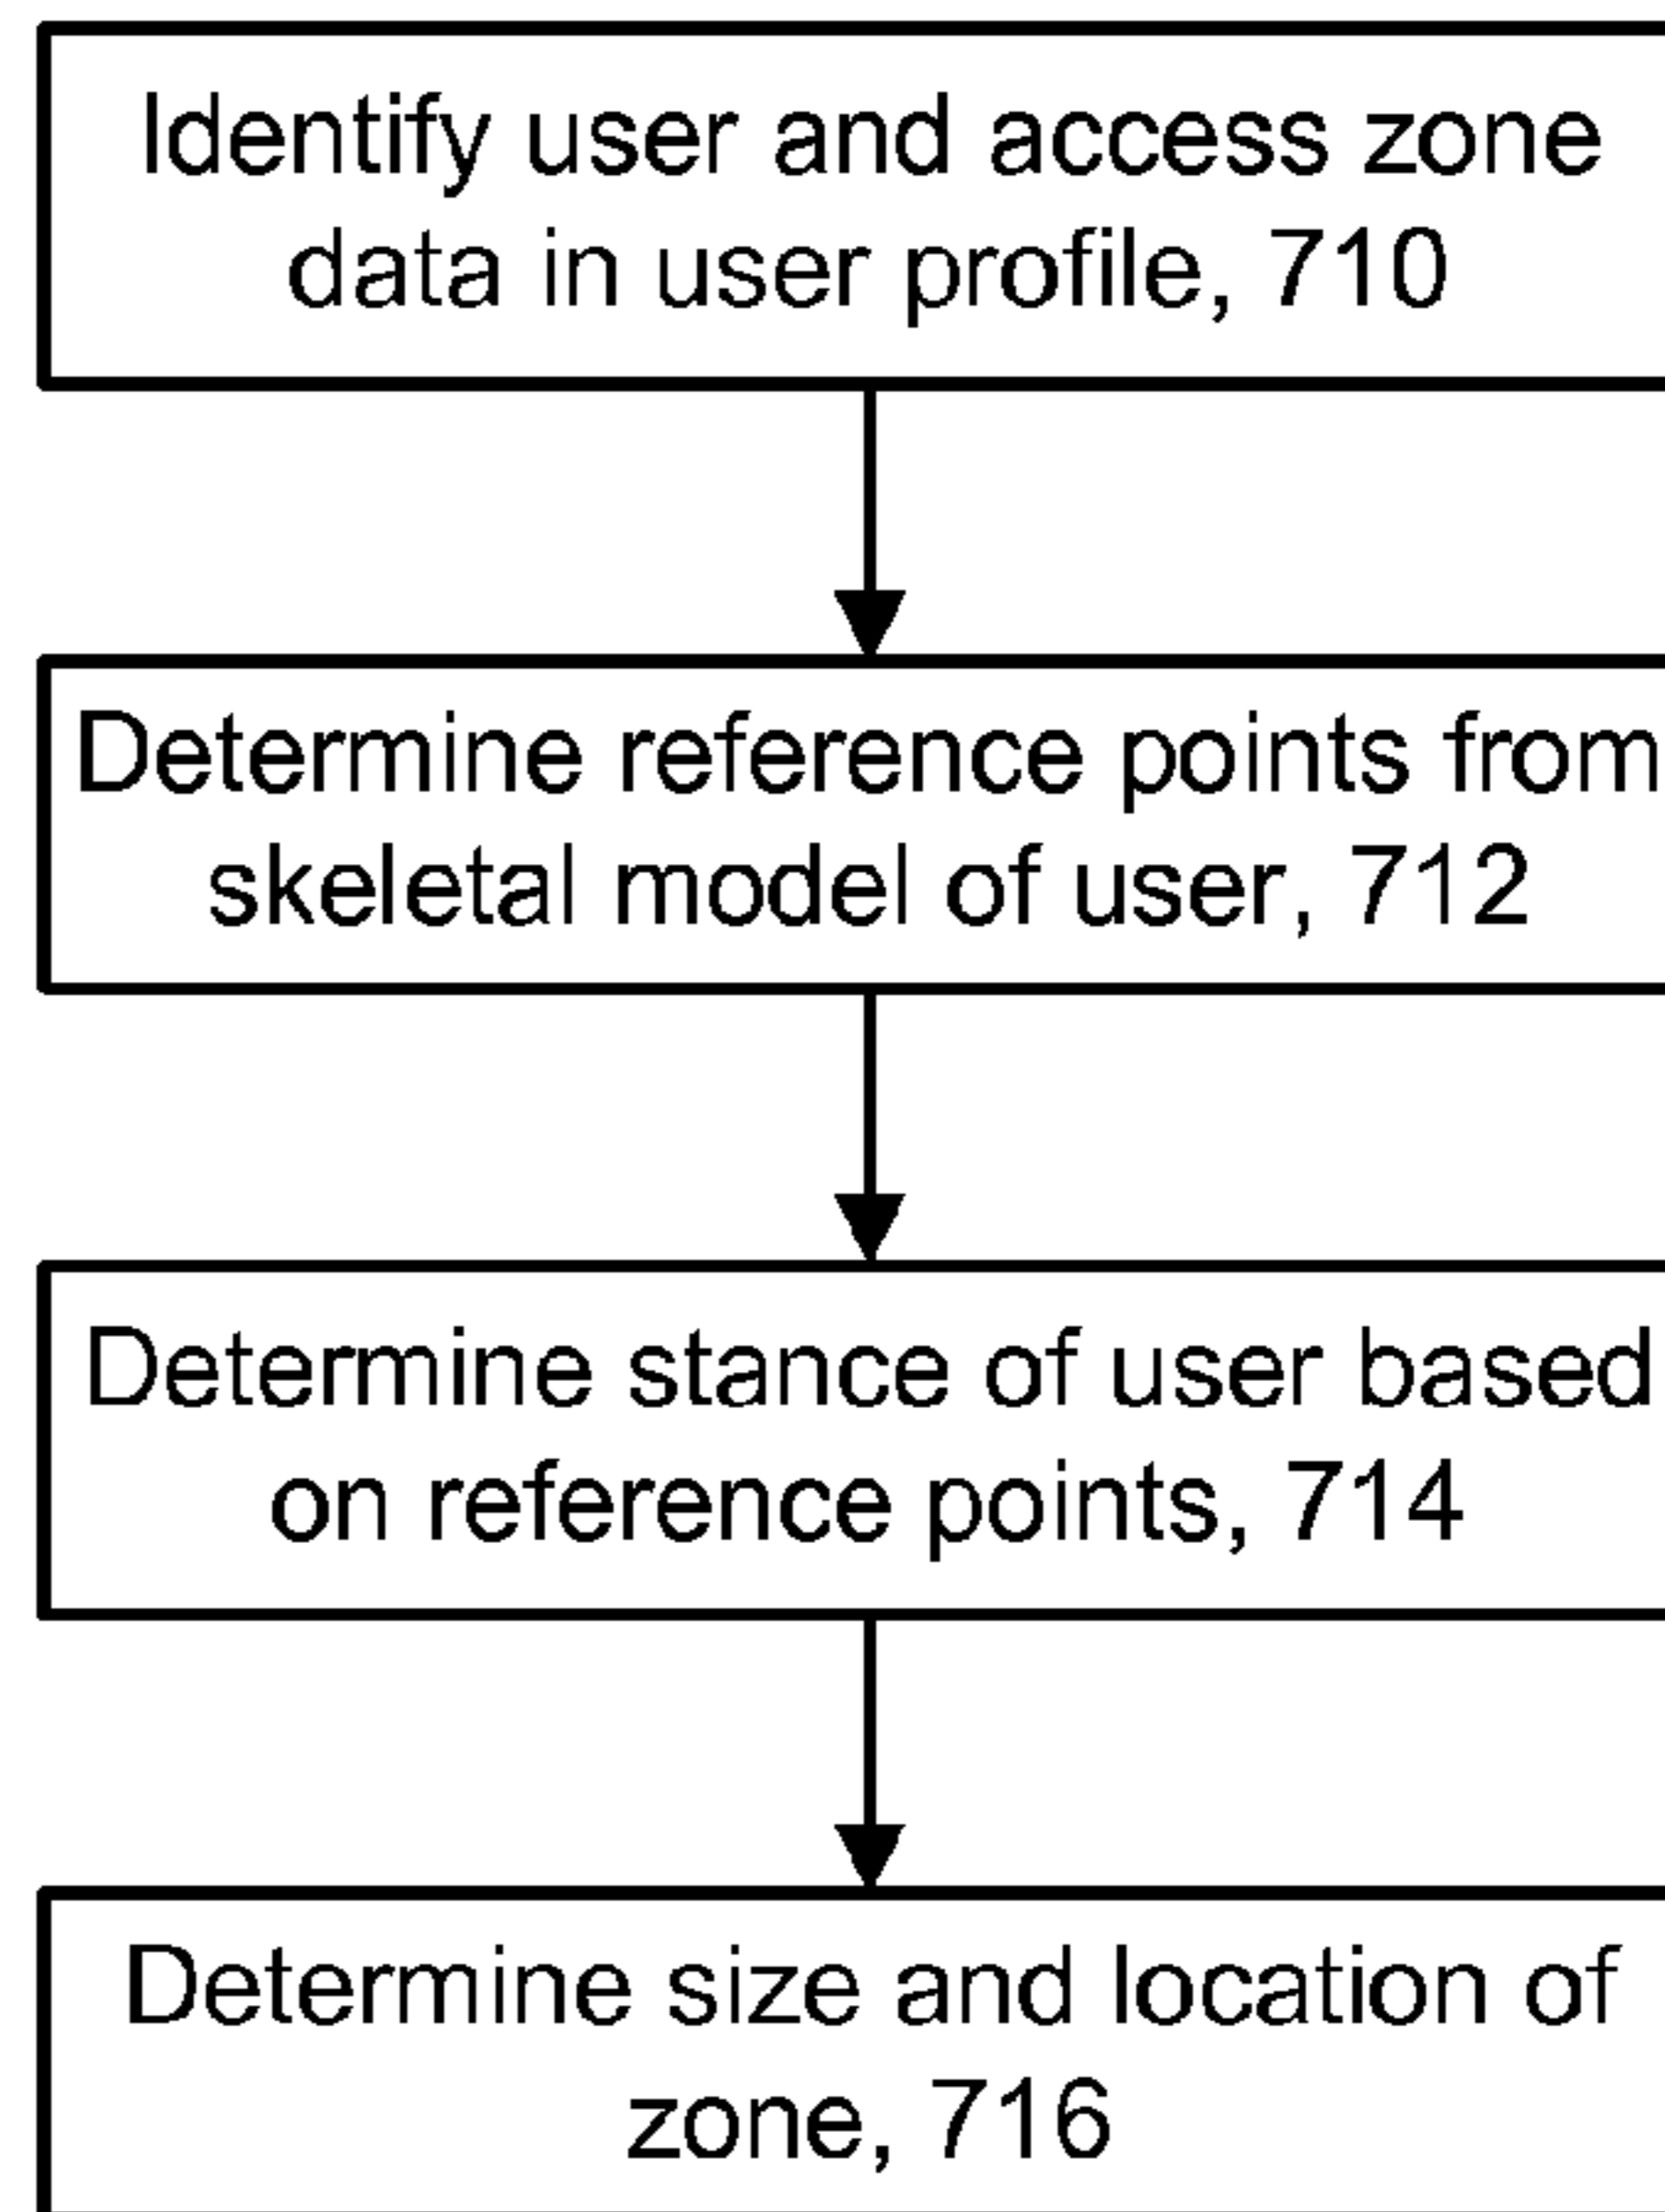 Identify user and access zone
data in user profile, 710
Determine reference points from
skeletal model of user, 712
Determine stance of user based
on reference points, 714
Determine size and location of
zone, 716